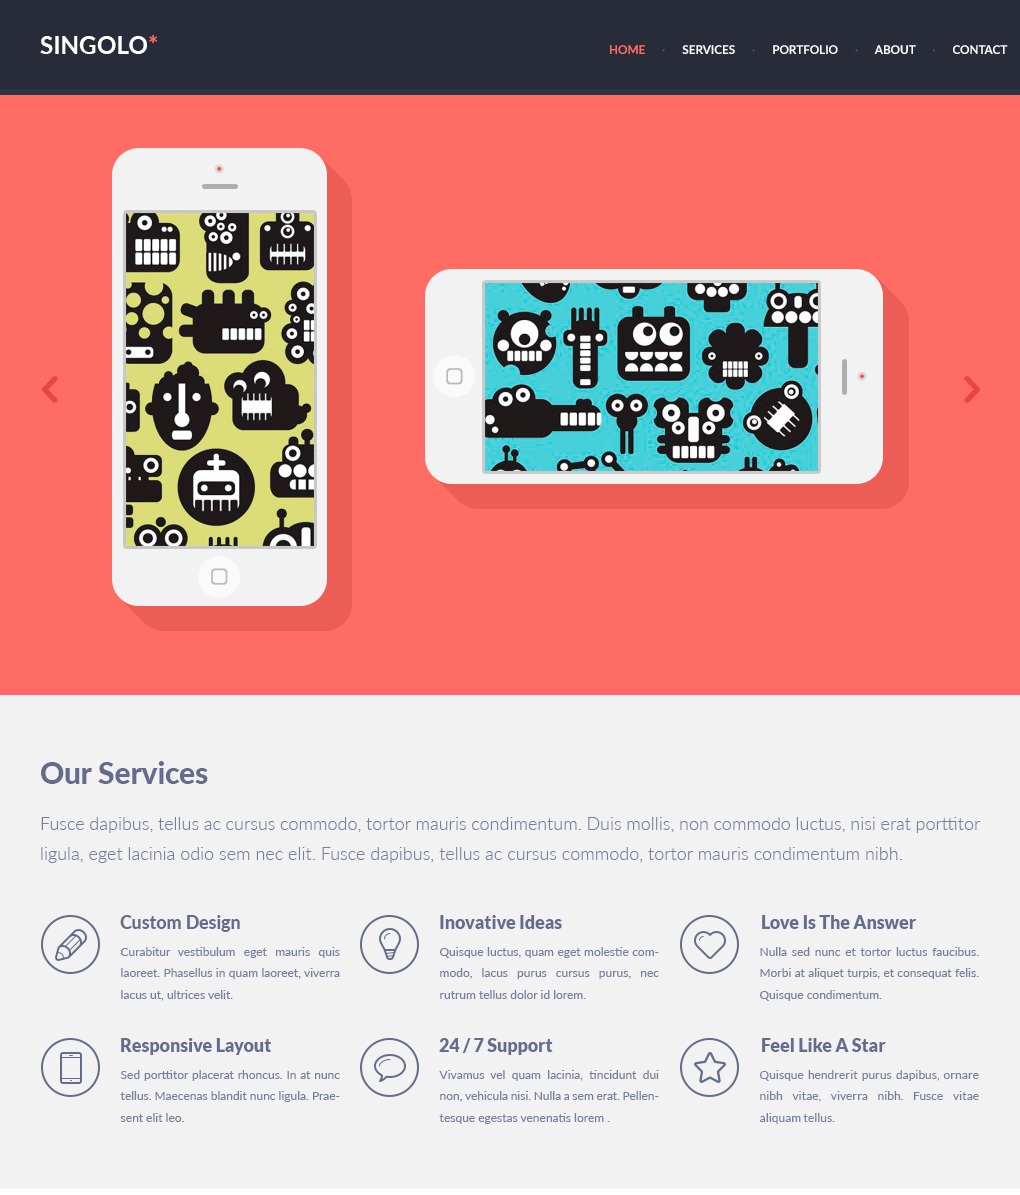 SINGOLO*
HOME · SERVICES · PORTFOLIO · ABOUT · CONTACT
Our Services
Fusce dapibus, tellus ac cursus commodo, tortor mauris condimentum. Duis mollis, non commodo luctus, nisi erat porttitor
ligula, eget lacinia odio sem nec elit. Fusce dapibus, tellus ac cursus commodo, tortor mauris condimentum nibh.
Custom Design
Curabitur vestibulum eget mauris quis
laoreet. Phasellus in quam laoreet, viverra
lacus ut, ultrices velit.
Inovative Ideas
Quisque luctus, quam eget molestie com-
modo, lacus purus cursus purus, nec
rutrum tellus dolor id lorem.
Love Is The Answer
Nulla sed nunc et tortor luctus faucibus.
Morbi at aliquet turpis, et consequat felis.
Quisque condimentum.
Responsive Layout
Sed porttitor placerat rhoncus. In at nunc
tellus. Maecenas blandit nunc ligula. Prae-
sent elit leo.
24 / 7 Support
Vivamus vel quam lacinia, tincidunt dui
non, vehicula nisi. Nulla a sem erat. Pellen-
tesque egestas venenatis lorem .
Feel Like A Star
Quisque hendrerit purus dapibus, ornare
nibh vitae, viverra nibh. Fusce vitae
aliquam tellus.